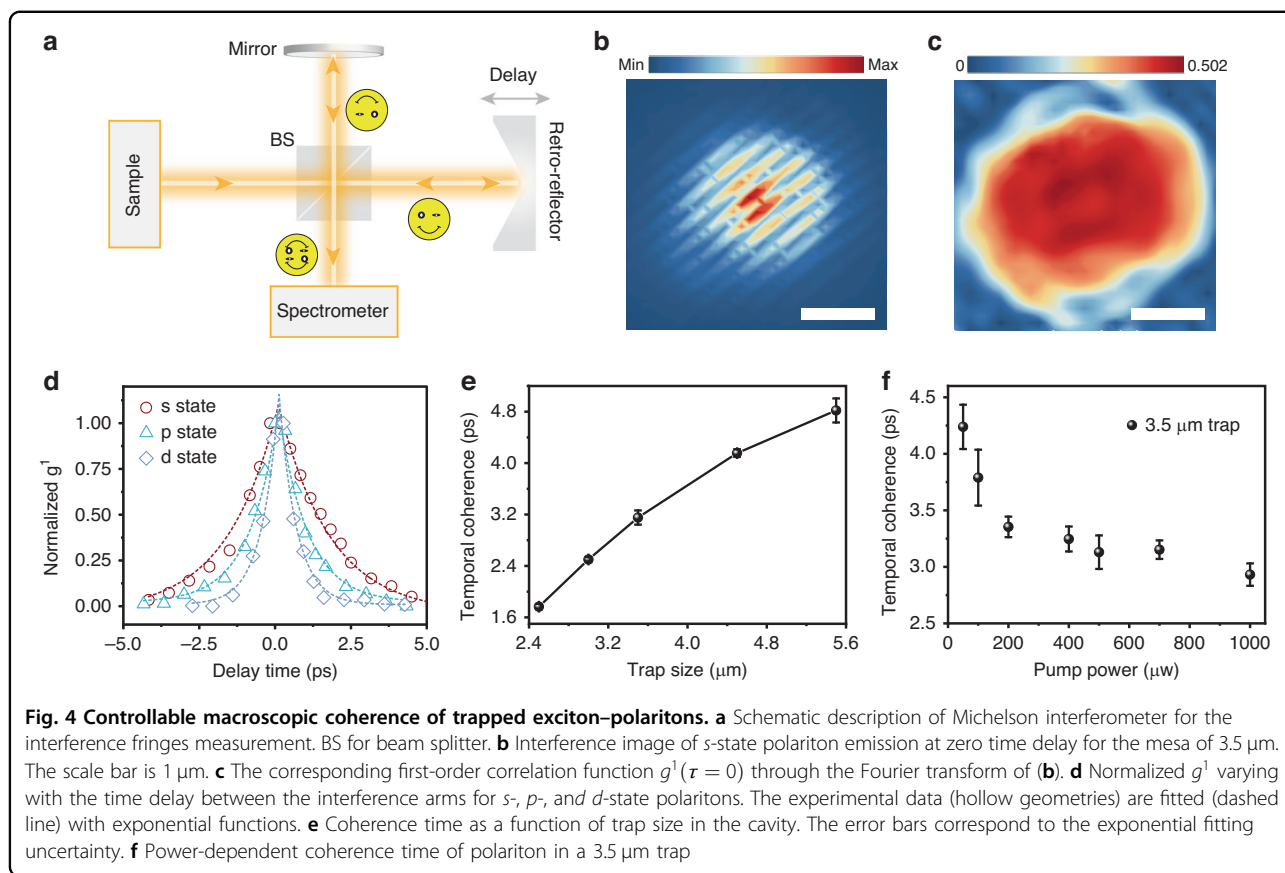 a
Mirror
Delay
BS
Sample
Retro-reflector
Spectrometer
b
Min
Max
c
0
0.502
d
s state
p state
d state
Normalized g¹
1.00
0.75
0.50
0.25
0.00
−5.0
−2.5
0.0
2.5
5.0
Delay time (ps)
e
Temporal coherence (ps)
4.8
4.0
3.2
2.4
1.6
2.4
3.2
4.0
4.8
5.6
Trap size (μm)
f
3.5 μm trap
Temporal coherence (ps)
4.5
4.0
3.5
3.0
2.5
0
200
400
600
800
1000
Pump power (μw)
Fig. 4 Controllable macroscopic coherence of trapped exciton–polaritons. a Schematic description of Michelson interferometer for the
interference fringes measurement. BS for beam splitter. b Interference image of s-state polariton emission at zero time delay for the mesa of 3.5 μm.
The scale bar is 1 μm. c The corresponding first-order correlation function g¹(τ = 0) through the Fourier transform of (b). d Normalized g¹ varying
with the time delay between the interference arms for s-, p-, and d-state polaritons. The experimental data (hollow geometries) are fitted (dashed
line) with exponential functions. e Coherence time as a function of trap size in the cavity. The error bars correspond to the exponential fitting
uncertainty. f Power-dependent coherence time of polariton in a 3.5 μm trap